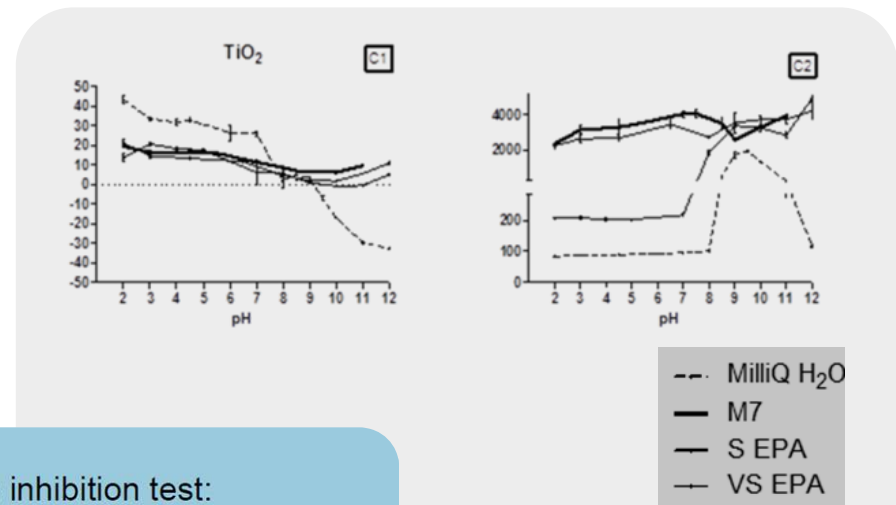 TiO₂
C1
50
40
30
20
10
0
-10
-20
-30
-40
-50
2 3 4 5 6 7 8 9 10 11 12
pH
C2
4000
2000
200
100
0
2 3 4 5 6 7 8 9 10 11 12
pH
MilliQ H₂O
M7
S EPA
VS EPA
inhibition test: